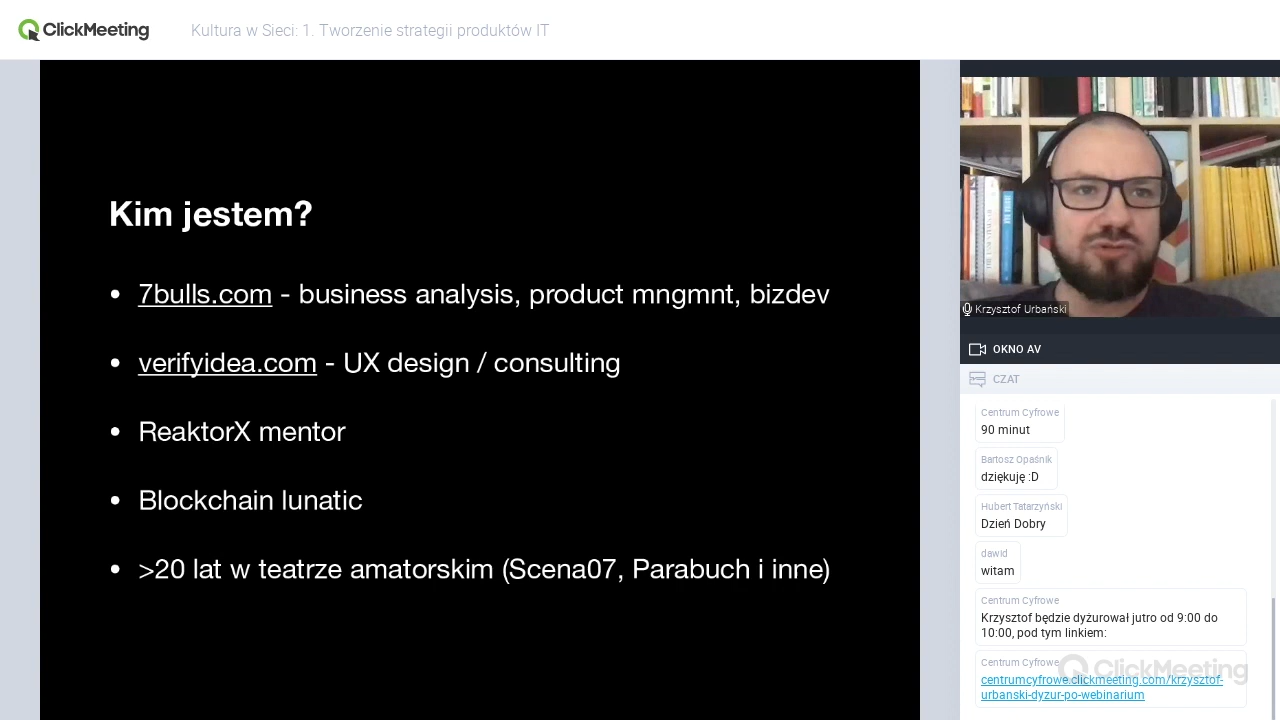 ClickMeeting
Kultura w Sieci: 1. Tworzenie strategii produktów IT
Kim jestem?
• 7bulls.com - business analysis, product mngmnt, bizdev
• verifyidea.com - UX design / consulting
• ReaktorX mentor
• Blockchain lunatic
• >20 lat w teatrze amatorskim (Scena07, Parabuch i inne)
Krzysztof Urbański
OKNO AV
CZAT
Centrum Cyfrowe
90 minut
Bartosz Opaśnik
dziękuję :D
Hubert Tatarzyński
Dzień Dobry
dawid
witam
Centrum Cyfrowe
Krzysztof będzie dyżurował jutro od 9:00 do
10:00, pod tym linkiem:
Centrum Cyfrowe
centrumcyfrowe.clickmeeting.com/krzysztof-
urbanski-dyzur-po-webinarium
ClickMeeting